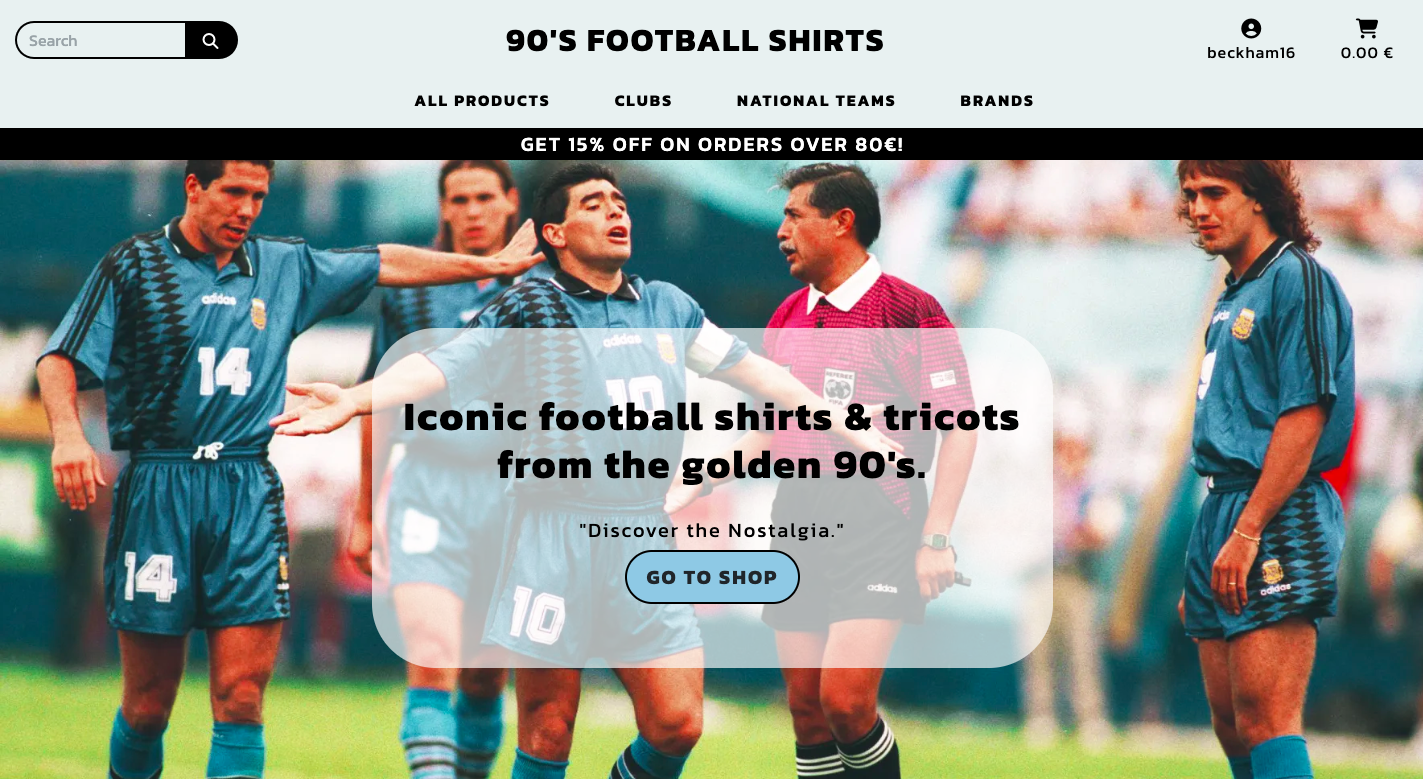 Search
90'S FOOTBALL SHIRTS
beckham16
0.00 €
ALL PRODUCTS
CLUBS
NATIONAL TEAMS
BRANDS
GET 15% OFF ON ORDERS OVER 80€!
adidas
14
adidas
10
REFEREE
FIFA
9
Iconic football shirts & tricots
from the golden 90's.
"Discover the Nostalgia."
GO TO SHOP
14
10
adidas
adidas